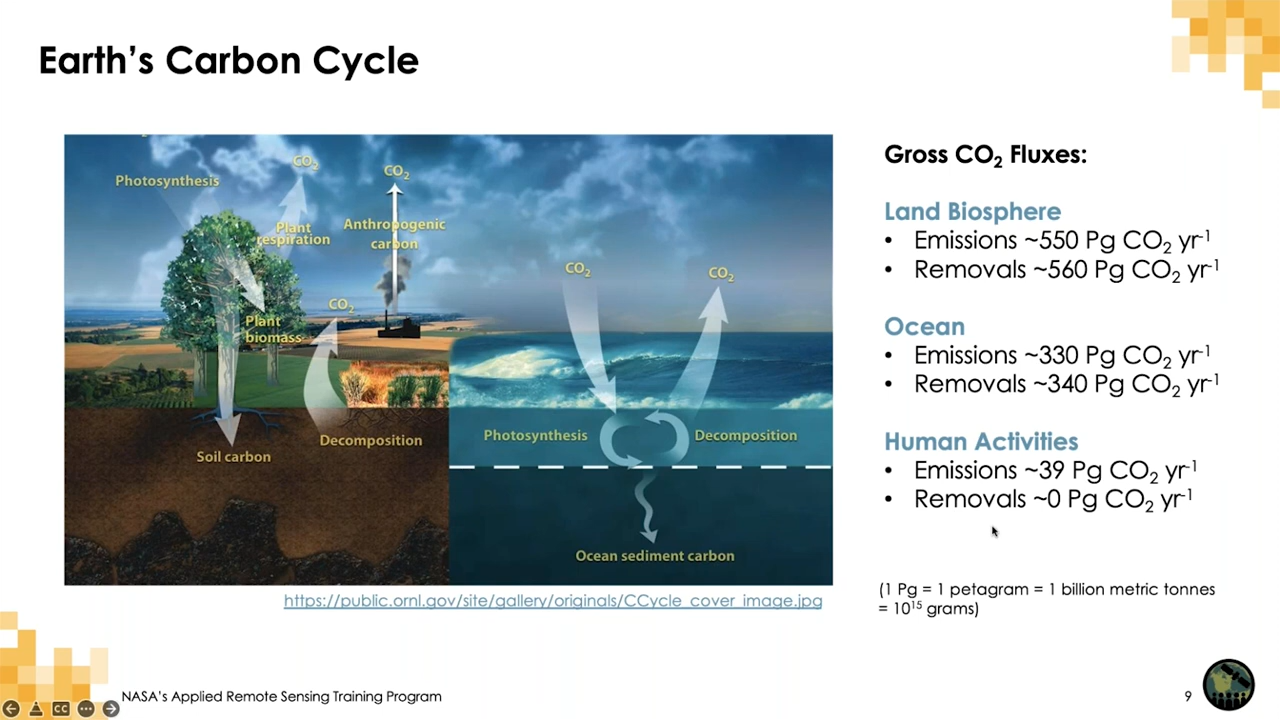 Earth's Carbon Cycle
Photosynthesis
CO₂
CO₂
Plant
respiration
Anthropogenic
carbon
Plant
biomass
CO₂
Decomposition
Soil carbon
CO₂
CO₂
Photosynthesis
Decomposition
Ocean sediment carbon
https://public.ornl.gov/site/gallery/originals/CCycle_cover_image.jpg
Gross CO₂ Fluxes:
Land Biosphere
• Emissions ~550 Pg CO₂ yr⁻¹
• Removals ~560 Pg CO₂ yr⁻¹
Ocean
• Emissions ~330 Pg CO₂ yr⁻¹
• Removals ~340 Pg CO₂ yr⁻¹
Human Activities
• Emissions ~39 Pg CO₂ yr⁻¹
• Removals ~0 Pg CO₂ yr⁻¹
(1 Pg = 1 petagram = 1 billion metric tonnes
= 10¹⁵ grams)
CC
NASA's Applied Remote Sensing Training Program
9